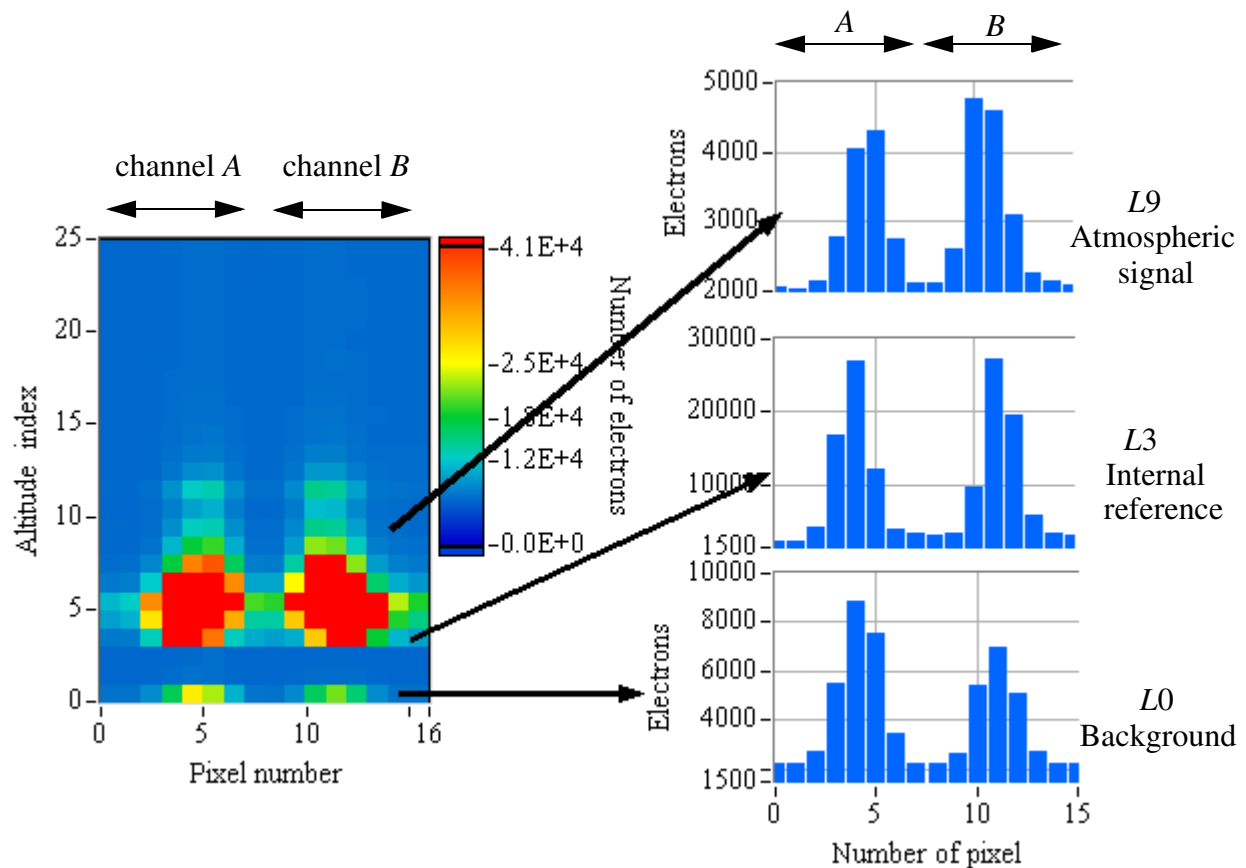 channel A
channel B
25
20
15
10
5
0
Altitude index
0
5
10
16
Pixel number
4.1E+4
2.5E+4
1.8E+4
1.2E+4
0.0E+0
Number of electrons
A
B
5000
4000
3000
2000
Electrons
L9
Atmospheric
signal
30000
20000
10000
1500
L3
Internal
reference
10000
8000
6000
4000
1500
Electrons
L0
Background
0
5
10
15
Number of pixel